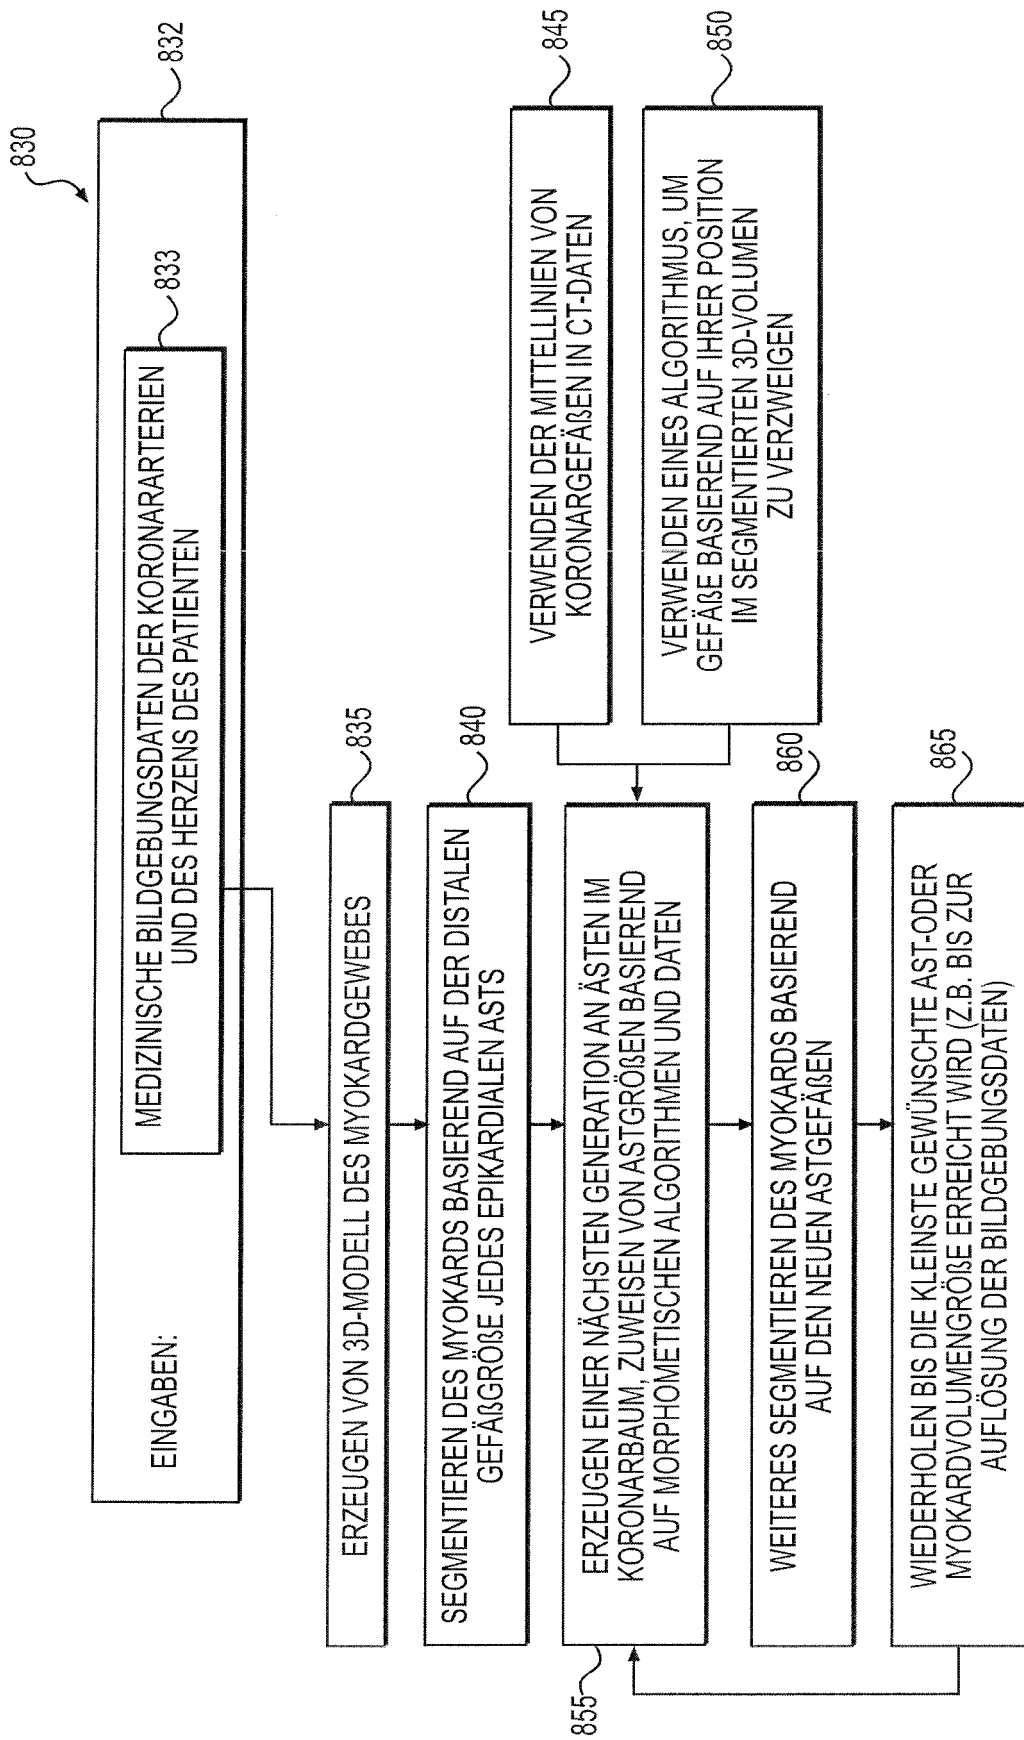 830
832
EINGABEN:
833
MEDIZINISCHE BILDGEBUNGSDATEN DER KORONARARTERIEN
UND DES HERZENS DES PATIENTEN
835
ERZEUGEN VON 3D-MODELL DES MYOKARDGEWEBES
840
SEGMENTIEREN DES MYOKARDS BASIEREND AUF DER DISTALEN
GEFÄßGRÖßE JEDES EPIKARDIALEN ASTS
845
VERWENDEN DER MITTELLINIEN VON
KORONARGEFÄßEN IN CT-DATEN
850
VERWENDEN EINES ALGORITHMUS, UM
GEFÄßE BASIEREND AUF IHRER POSITION
IM SEGMENTIERTEN 3D-VOLUMEN
ZU VERZWEIGEN
855
ERZEUGEN EINER NÄCHSTEN GENERATION AN ÄSTEN IM
KORONARBAUM, ZUWEISEN VON ASTGRÖßEN BASIEREND
AUF MORPHOMETISCHEN ALGORITHMEN UND DATEN
860
WEITERES SEGMENTIEREN DES MYOKARDS BASIEREND
AUF DEN NEUEN ASTGEFÄßEN
865
WIEDERHOLEN BIS DIE KLEINSTE GEWÜNSCHTE AST-ODER
MYOKARDVOLUMENGRÖßE ERREICHT WIRD (Z.B. BIS ZUR
AUFLÖSUNG DER BILDGEBUNGSDATEN)